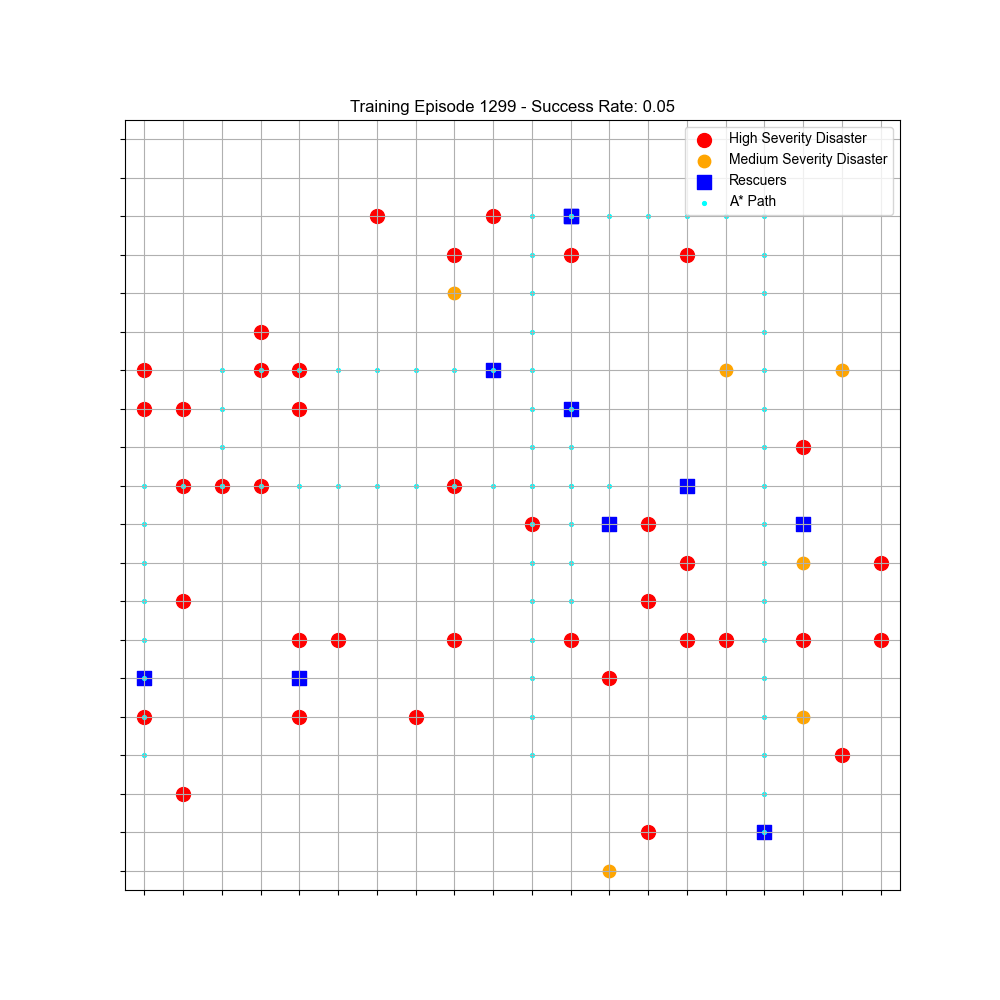 Training Episode 1299 - Success Rate: 0.05
High Severity Disaster
Medium Severity Disaster
Rescuers
A* Path